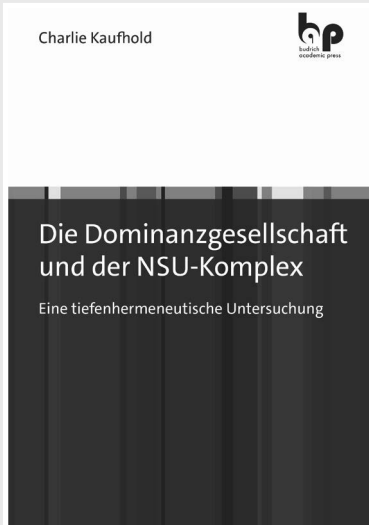 Charlie Kaufhold
bp
budrich
academic press
Die Dominanzgesellschaft
und der NSU-Komplex
Eine tiefenhermeneutische Untersuchung